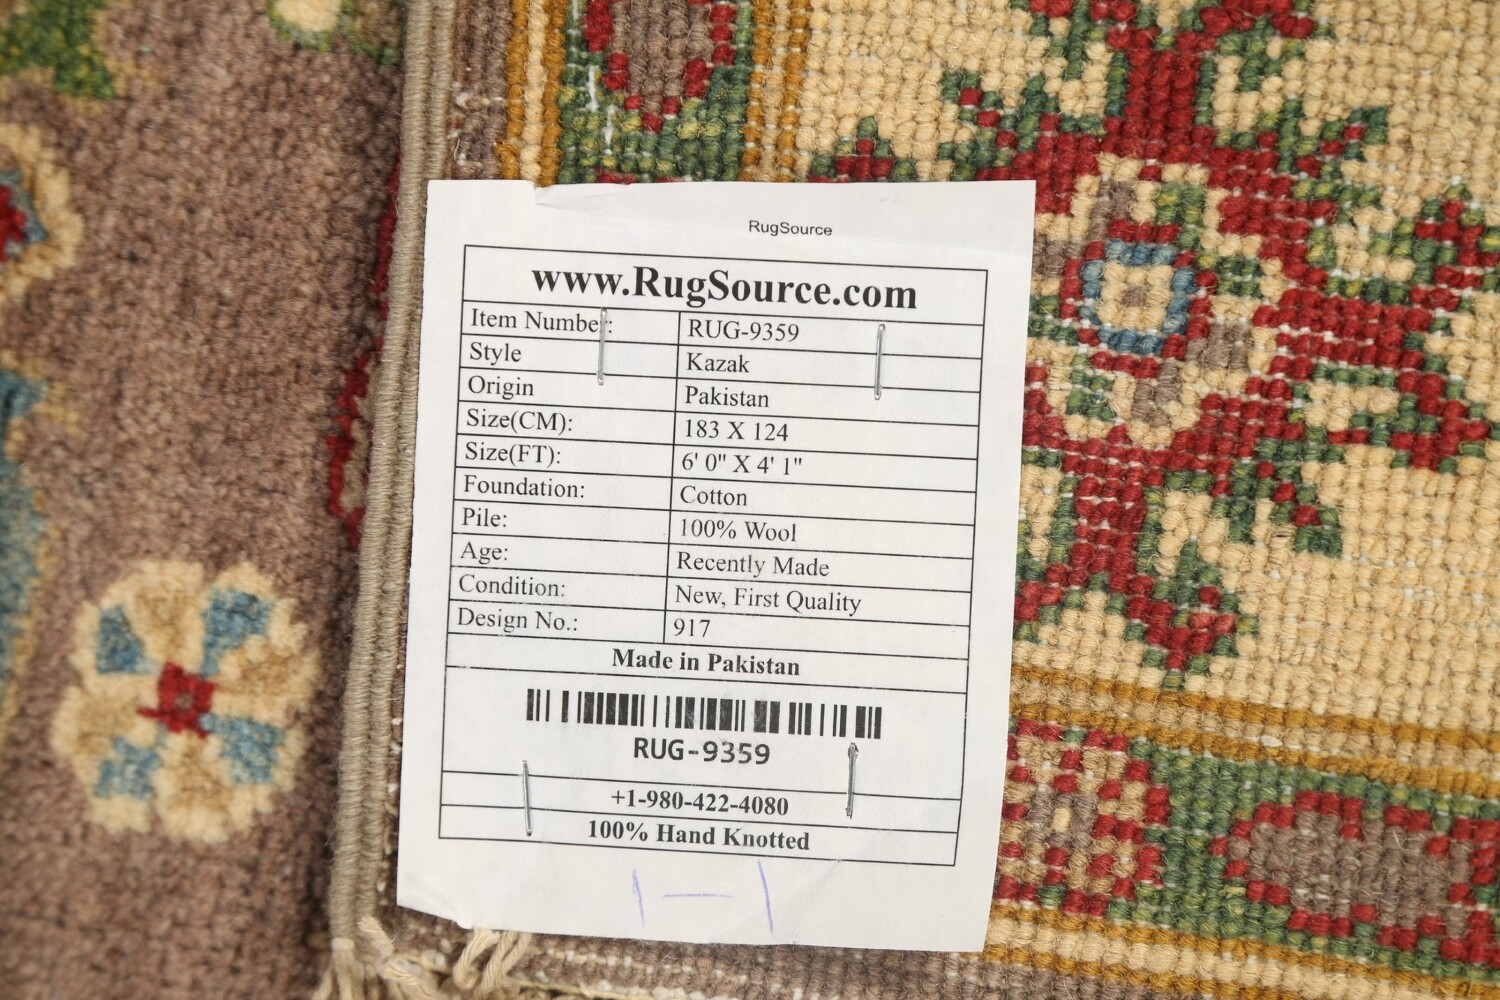 RugSource
www.RugSource.com
Item Number: RUG-9359
Style Kazak
Origin Pakistan
Size(CM): 183 X 124
Size(FT): 6' 0" X 4' 1"
Foundation: Cotton
Pile: 100% Wool
Age: Recently Made
Condition: New, First Quality
Design No.: 917
Made in Pakistan
RUG-9359
+1-980-422-4080
100% Hand Knotted
1-1